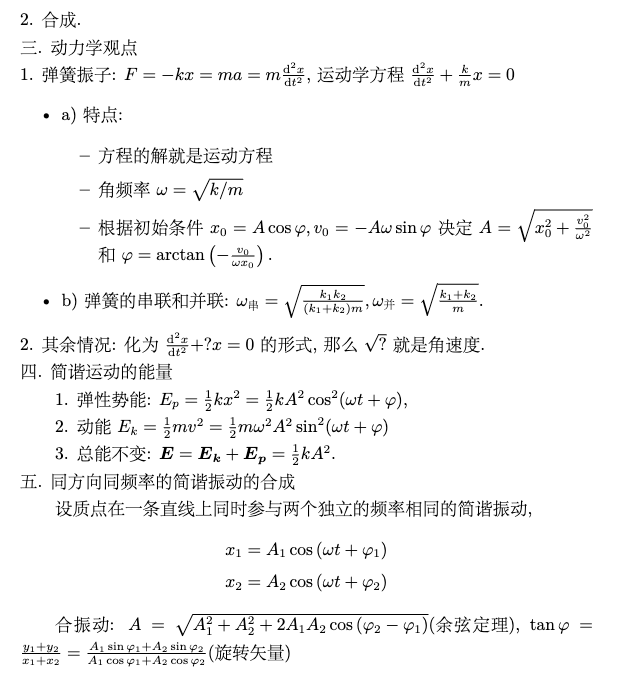 2. 合成.
三. 动力学观点
1. 弹簧振子: $F = -kx = ma = m\frac{\mathrm{d}^2x}{\mathrm{d}t^2}$, 运动学方程 $\frac{\mathrm{d}^2x}{\mathrm{d}t^2} + \frac{k}{m}x = 0$
• a) 特点:
– 方程的解就是运动方程
– 角频率 $\omega = \sqrt{k/m}$
– 根据初始条件 $x_0 = A\cos\varphi, v_0 = -A\omega\sin\varphi$ 决定 $A = \sqrt{x_0^2 + \frac{v_0^2}{\omega^2}}$
和 $\varphi = \arctan\left(-\frac{v_0}{\omega x_0}\right)$.
• b) 弹簧的串联和并联: $\omega_{串} = \sqrt{\frac{k_1k_2}{(k_1+k_2)m}}, \omega_{并} = \sqrt{\frac{k_1+k_2}{m}}$.
2. 其余情况: 化为 $\frac{\mathrm{d}^2x}{\mathrm{d}t^2} + ?x = 0$ 的形式, 那么 $\sqrt{?}$ 就是角速度.
四. 简谐运动的能量
1. 弹性势能: $E_p = \frac{1}{2}kx^2 = \frac{1}{2}kA^2\cos^2(\omega t + \varphi)$,
2. 动能 $E_k = \frac{1}{2}mv^2 = \frac{1}{2}m\omega^2A^2\sin^2(\omega t + \varphi)$
3. 总能不变: $\boldsymbol{E = E_k + E_p} = \frac{1}{2}kA^2$.
五. 同方向同频率的简谐振动的合成
设质点在一条直线上同时参与两个独立的频率相同的简谐振动,
$x_1 = A_1\cos(\omega t + \varphi_1)$
$x_2 = A_2\cos(\omega t + \varphi_2)$
合振动: $A = \sqrt{A_1^2 + A_2^2 + 2A_1A_2\cos(\varphi_2 - \varphi_1)}$(余弦定理), $\tan\varphi =$
$\frac{y_1+y_2}{x_1+x_2} = \frac{A_1\sin\varphi_1+A_2\sin\varphi_2}{A_1\cos\varphi_1+A_2\cos\varphi_2}$(旋转矢量)